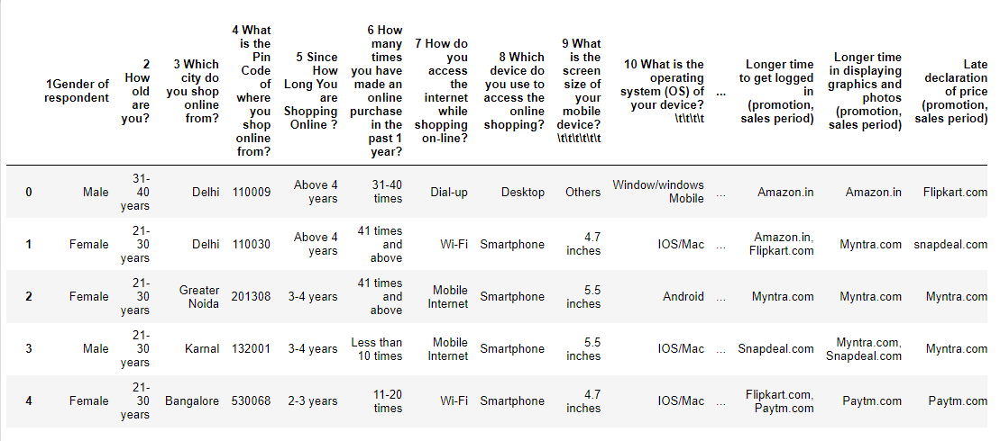 1Gender of
respondent
2
How
old
are
you?
3 Which
city do
you shop
online
from?
4 What
is the
Pin
Code
of
where
you
shop
online
from?
5 Since
How
Long You
are
Shopping
Online ?
6 How
many
times
you have
made an
online
purchase
in the
past 1
year?
7 How do
you
access
the
internet
while
shopping
on-line?
8 Which
device do
you use to
access the
online
shopping?
9 What
is the
screen
size of
your
mobile
device?
\t\t\t\t\t\t
10 What is the
operating
system (OS) of
your device?
\t\t\t\t
...
Longer time
to get logged
in
(promotion,
sales period)
Longer time
in displaying
graphics and
photos
(promotion,
sales period)
Late
declaration
of price
(promotion,
sales period)
0
Male
31-
40
years
Delhi
110009
Above 4
years
31-40
times
Dial-up
Desktop
Others
Window/windows
Mobile
...
Amazon.in
Amazon.in
Flipkart.com
1
Female
21-
30
years
Delhi
110030
Above 4
years
41 times
and
above
Wi-Fi
Smartphone
4.7
inches
IOS/Mac
...
Amazon.in,
Flipkart.com
Myntra.com
snapdeal.com
2
Female
21-
30
years
Greater
Noida
201308
3-4 years
41 times
and
above
Mobile
Internet
Smartphone
5.5
inches
Android
...
Myntra.com
Myntra.com
Myntra.com
3
Male
21-
30
years
Karnal
132001
3-4 years
Less than
10 times
Mobile
Internet
Smartphone
5.5
inches
IOS/Mac
...
Snapdeal.com
Myntra.com,
Snapdeal.com
Myntra.com
4
Female
21-
30
years
Bangalore
530068
2-3 years
11-20
times
Wi-Fi
Smartphone
4.7
inches
IOS/Mac
...
Flipkart.com,
Paytm.com
Paytm.com
Paytm.com